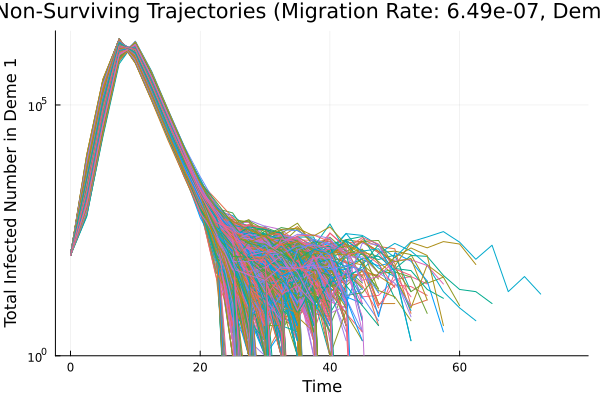 Non-Surviving Trajectories (Migration Rate: 6.49e-07, Dem
Total Infected Number in Deme 1
10^5
10^0
0 20 40 60
Time